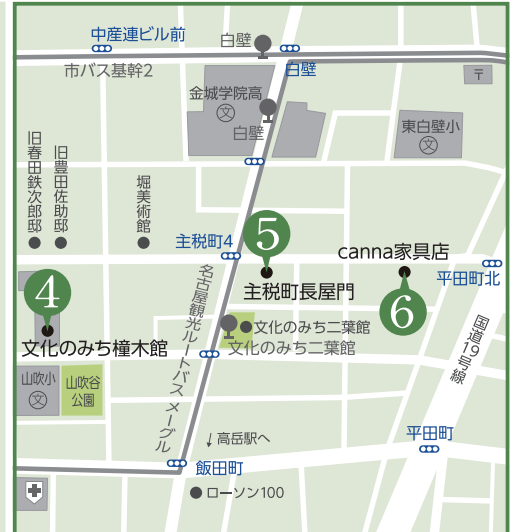 中産連ビル前
白壁
市バス基幹2
白壁
〒
金城学院高
文
白壁
東白壁小
文
旧春田鉄次郎邸
旧豊田佐助邸
堀美術館
主税町4
5
canna家具店
平田町北
主税町長屋門
4
6
名古屋観光ルートバス メーグル
文化のみち二葉館
文化のみち二葉館
国道19号線
文化のみち橦木館
山吹小
文
山吹谷
公園
↓高岳駅へ
平田町
飯田町
ローソン100